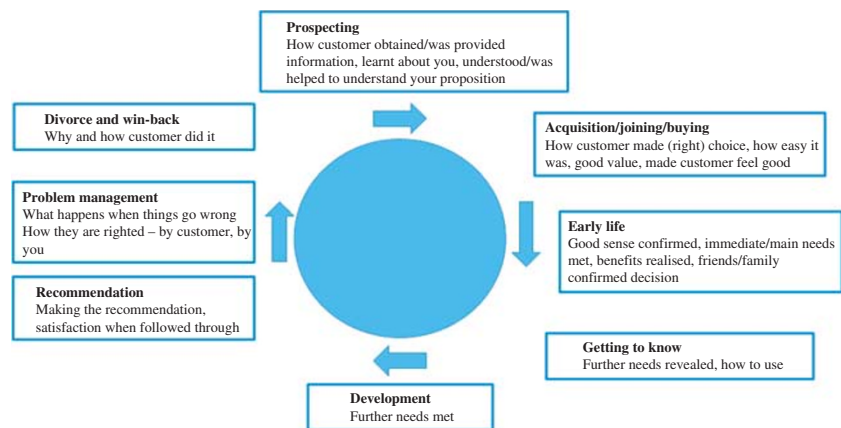 Prospecting
How customer obtained/was provided
information, learnt about you, understood/was
helped to understand your proposition
Acquisition/joining/buying
How customer made (right) choice, how easy it
was, good value, made customer feel good
Early life
Good sense confirmed, immediate/main needs
met, benefits realised, friends/family
confirmed decision
Getting to know
Further needs revealed, how to use
Development
Further needs met
Recommendation
Making the recommendation,
satisfaction when followed through
Problem management
What happens when things go wrong
How they are righted – by customer, by
you
Divorce and win-back
Why and how customer did it